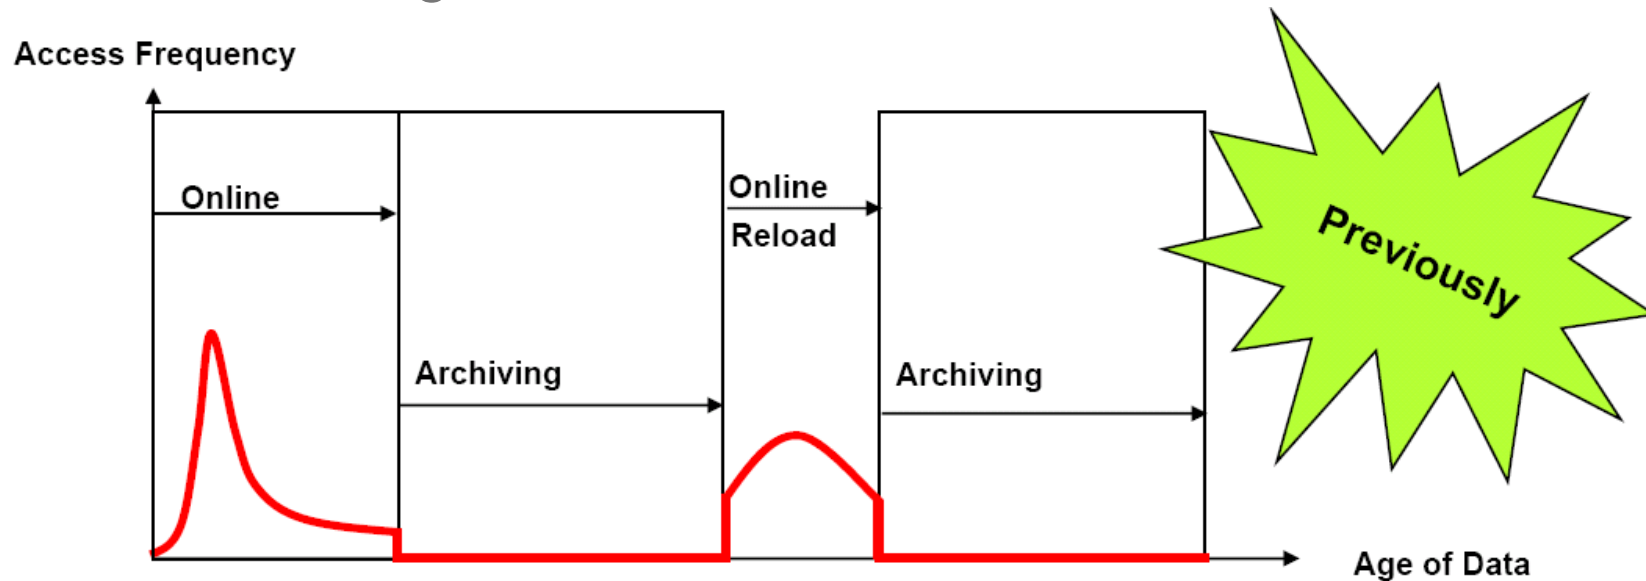 Access Frequency
Online
Online
Reload
Previously
Archiving
Archiving
Age of Data